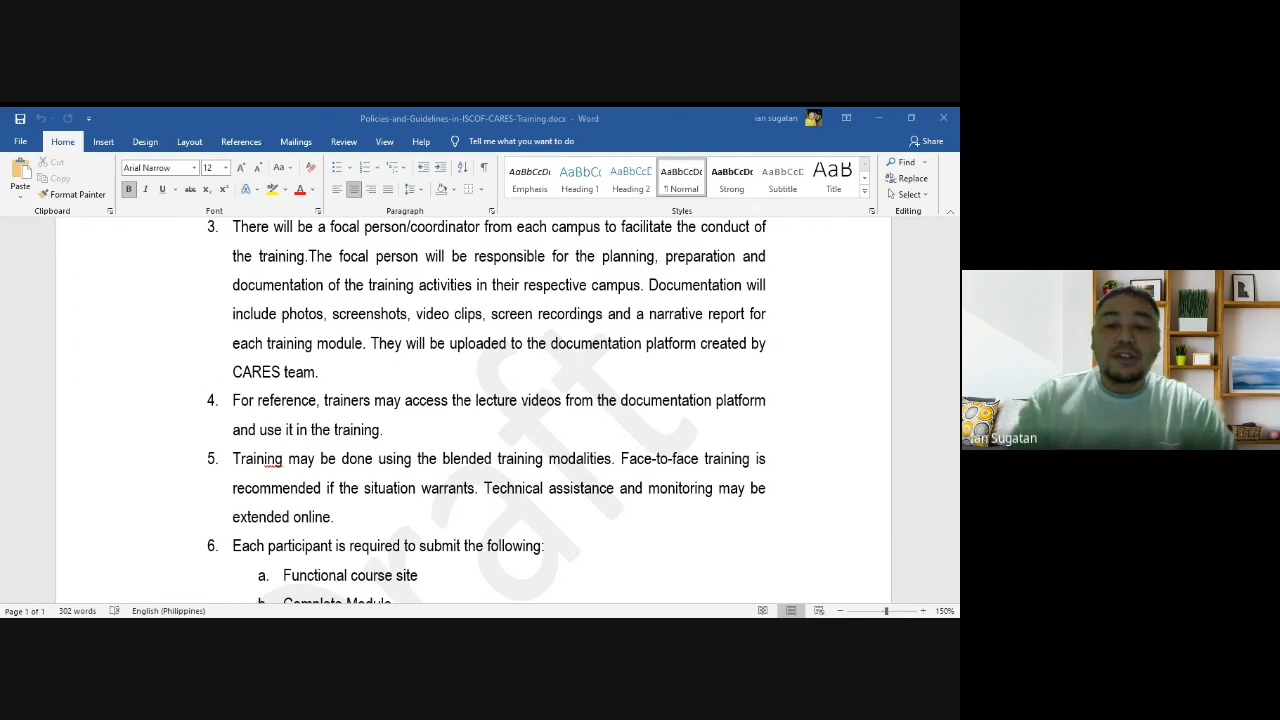 Policies-and-Guidelines-in-ISCOF-CARES-Training.docx - Word
ian sugatan
File Home Insert Design Layout References Mailings Review View Help Tell me what you want to do
Share
Paste
Cut
Copy
Format Painter
Clipboard
Arial Narrow
12
Font
Paragraph
AaBbCcDı Emphasis
AaBbCc Heading 1
AaBbCcD Heading 2
AaBbCcDı ¶ Normal
AaBbCcDı Strong
AaBbCcDı Subtitle
AaB Title
Styles
Find
Replace
Select
Editing
3. There will be a focal person/coordinator from each campus to facilitate the conduct of
the training.The focal person will be responsible for the planning, preparation and
documentation of the training activities in their respective campus. Documentation will
include photos, screenshots, video clips, screen recordings and a narrative report for
each training module. They will be uploaded to the documentation platform created by
CARES team.
4. For reference, trainers may access the lecture videos from the documentation platform
and use it in the training.
5. Training may be done using the blended training modalities. Face-to-face training is
recommended if the situation warrants. Technical assistance and monitoring may be
extended online.
6. Each participant is required to submit the following:
a. Functional course site
b. Complete Module
raft
Page 1 of 1 302 words English (Philippines) 150%
Ian Sugatan